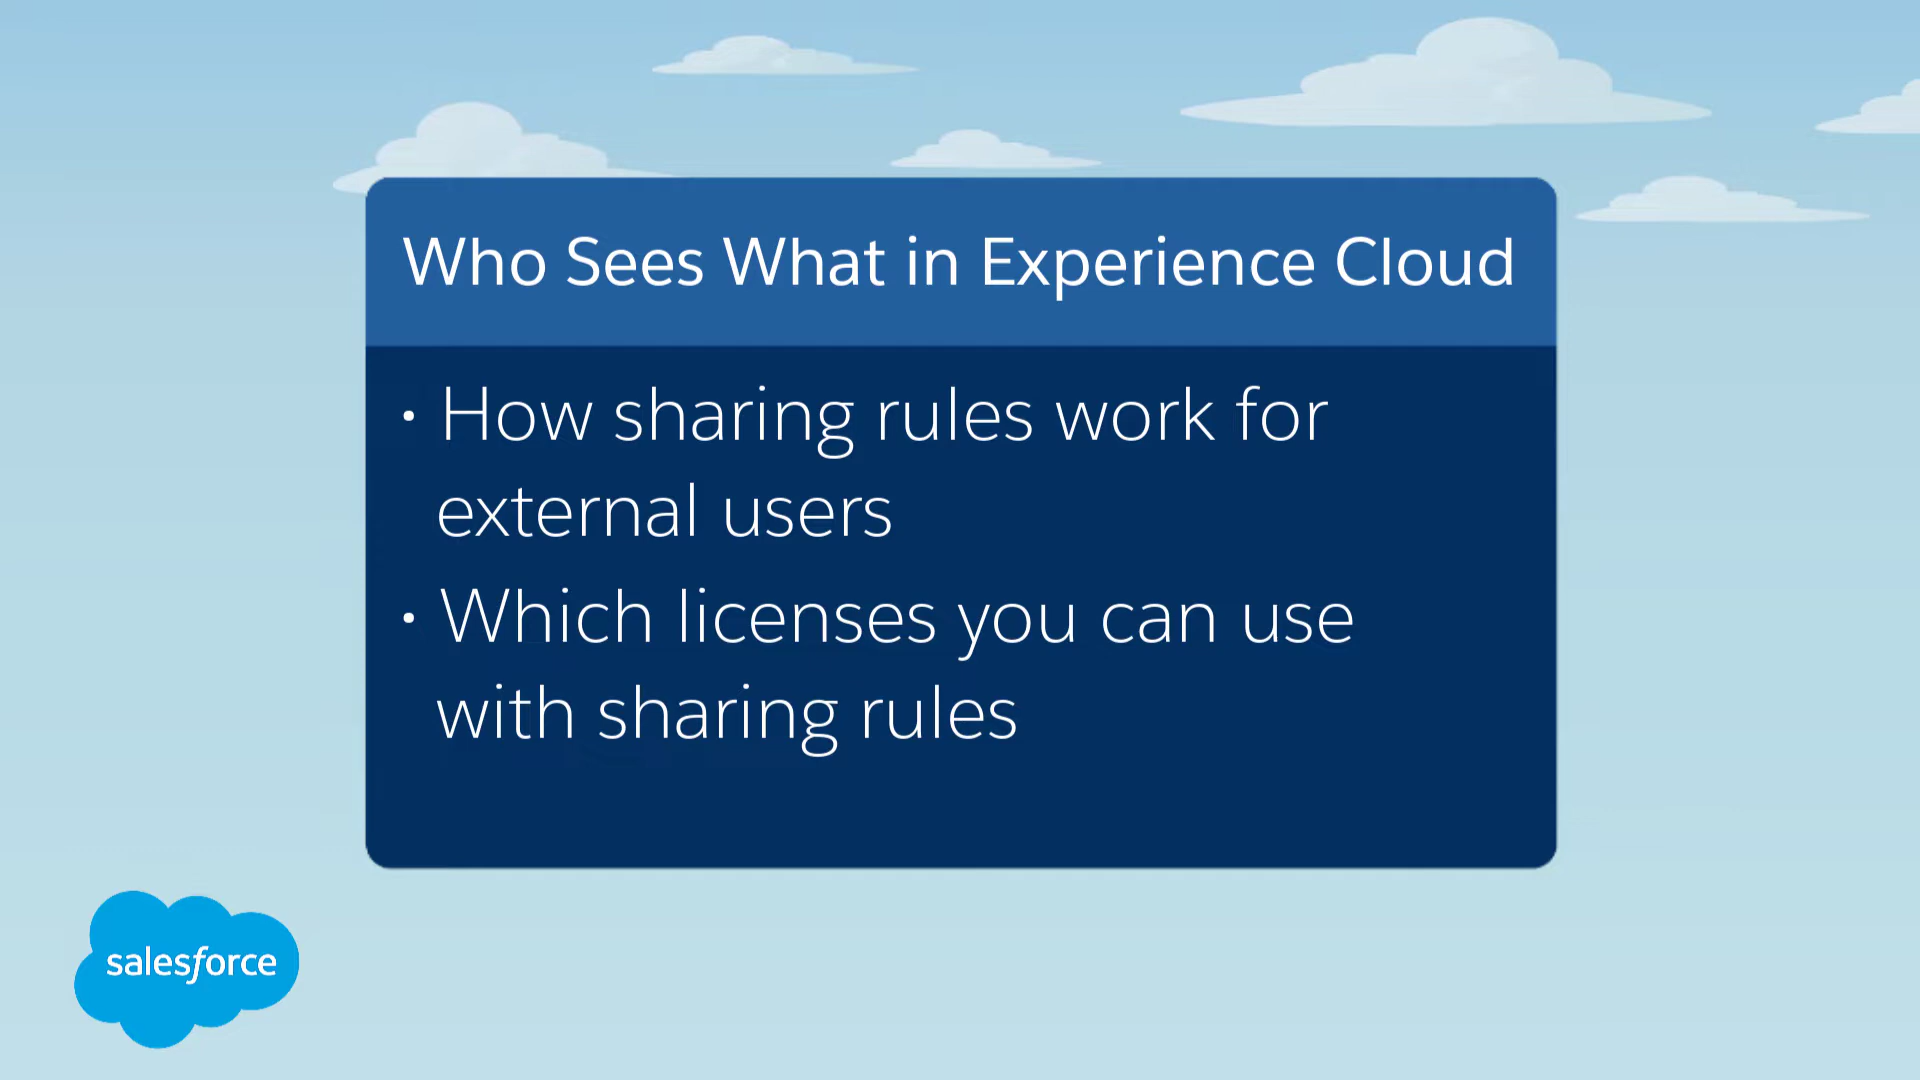 Who Sees What in Experience Cloud
• How sharing rules work for
external users
• Which licenses you can use
with sharing rules
salesforce